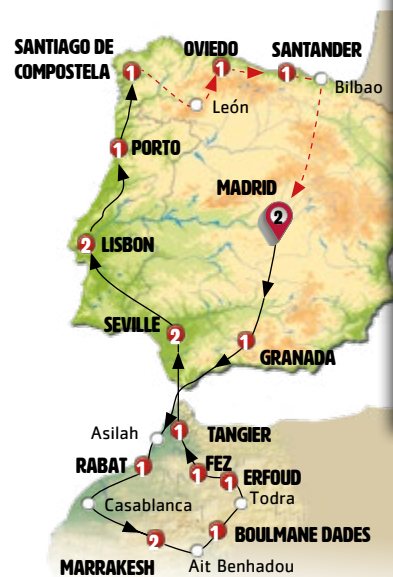 SANTIAGO DE
COMPOSTELA
1
OVIEDO
1
SANTANDER
1
Bilbao
León
1
PORTO
MADRID
2
2
LISBON
SEVILLE
2
1
GRANADA
Asilah
1
TANGIER
RABAT
1
FEZ
1
1
ERFOUD
Casablanca
Todra
2
MARRAKESH
1
BOULMANE DADES
Ait Benhadou